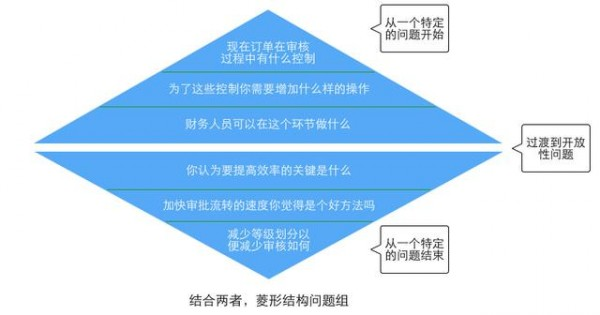 从一个特定
的问题开始
现在订单在审核
过程中有什么控制
为了这些控制你需要增加什么样的操作
财务人员可以在这个环节做什么
过渡到开放
性问题
你认为要提高效率的关键是什么
加快审批流转的速度你觉得是个好方法吗
减少等级划分以
便减少审核如何
从一个特定
的问题结束
结合两者，菱形结构问题组